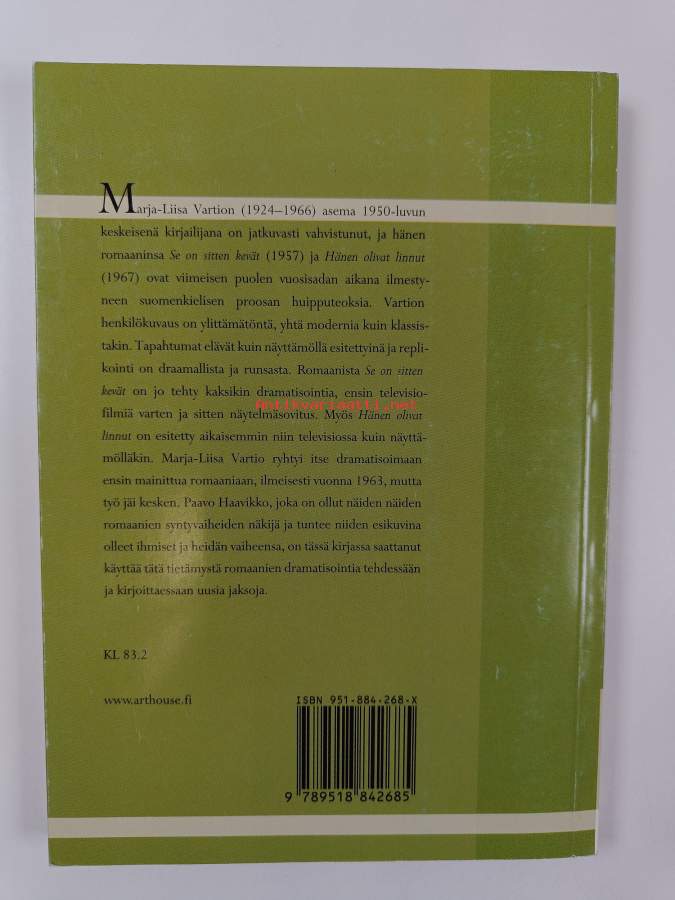 Marja-Liisa Vartion (1924–1966) asema 1950-luvun
keskeisenä kirjailijana on jatkuvasti vahvistunut, ja hänen
romaaninsa Se on sitten kevät (1957) ja Hänen olivat linnut
(1967) ovat viimeisen puolen vuosisadan aikana ilmesty-
neen suomenkielisen proosan huipputeoksia. Vartion
henkilökuvaus on ylittämätöntä, yhtä modernia kuin klassis-
takin. Tapahtumat elävät kuin näyttämöllä esitettyinä ja repli-
kointi on draamallista ja runsasta. Romaanista Se on sitten
kevät on jo tehty kaksikin dramatisointia, ensin televisio-
Antikvariaatti.net
filmiä varten ja sitten näytelmäsovitus. Myös Hänen olivat
linnut on esitetty aikaisemmin niin televisiossa kuin näyttä-
mölläkin. Marja-Liisa Vartio ryhtyi itse dramatisoimaan
ensin mainittua romaaniaan, ilmeisesti vuonna 1963, mutta
työ jäi kesken. Paavo Haavikko, joka on ollut näiden näiden
romaanien syntyvaiheiden näkijä ja tuntee niiden esikuvina
olleet ihmiset ja heidän vaiheensa, on tässä kirjassa saattanut
käyttää tätä tietämystä romaanien dramatisointia tehdessään
ja kirjoittaessaan uusia jaksoja.
KL 83.2
www.arthouse.fi
ISBN 951-884-268-X
9 789518 842685